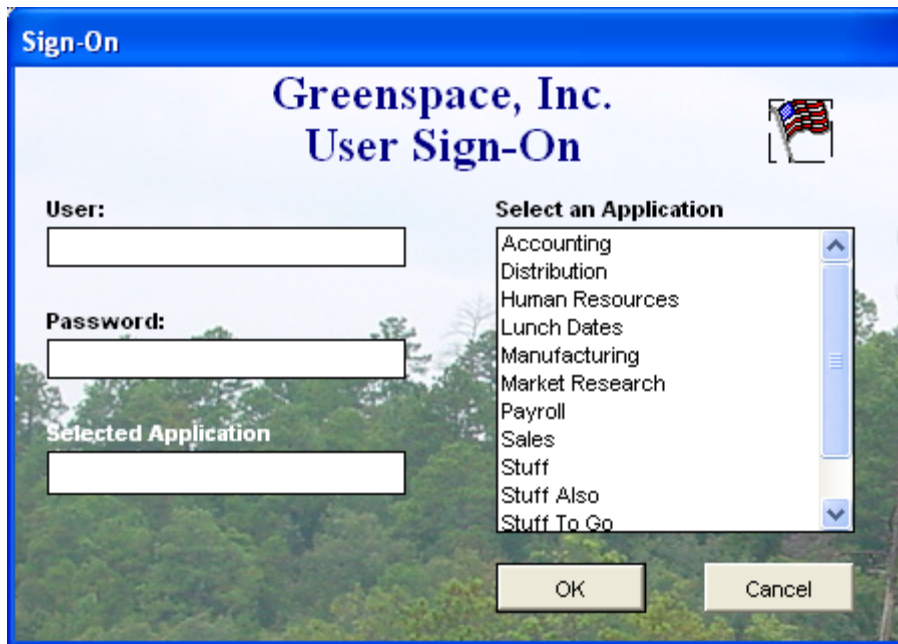 Sign-On
Greenspace, Inc.
User Sign-On
User:
Password:
Selected Application
Select an Application
Accounting
Distribution
Human Resources
Lunch Dates
Manufacturing
Market Research
Payroll
Sales
Stuff
Stuff Also
Stuff To Go
OK
Cancel